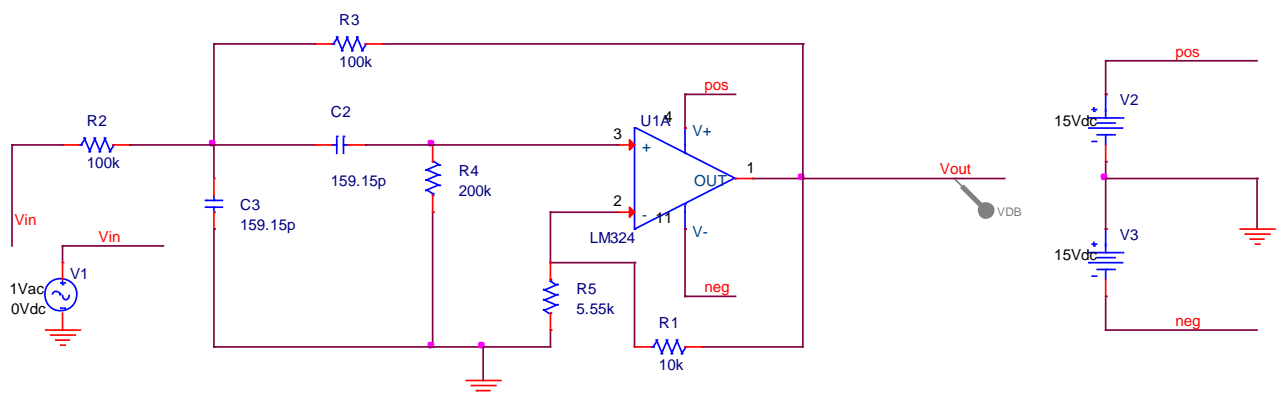 R3
100k
pos
pos
C2
U1A
4
V2
R2
3
V+
15Vdc
+
100k
R4
1
159.15p
200k
OUT
Vout
C3
2
159.15p
-
11
VDB
Vin
LM324
V-
V3
Vin
15Vdc
V1
R5
neg
1Vac
5.55k
0Vdc
R1
neg
10k